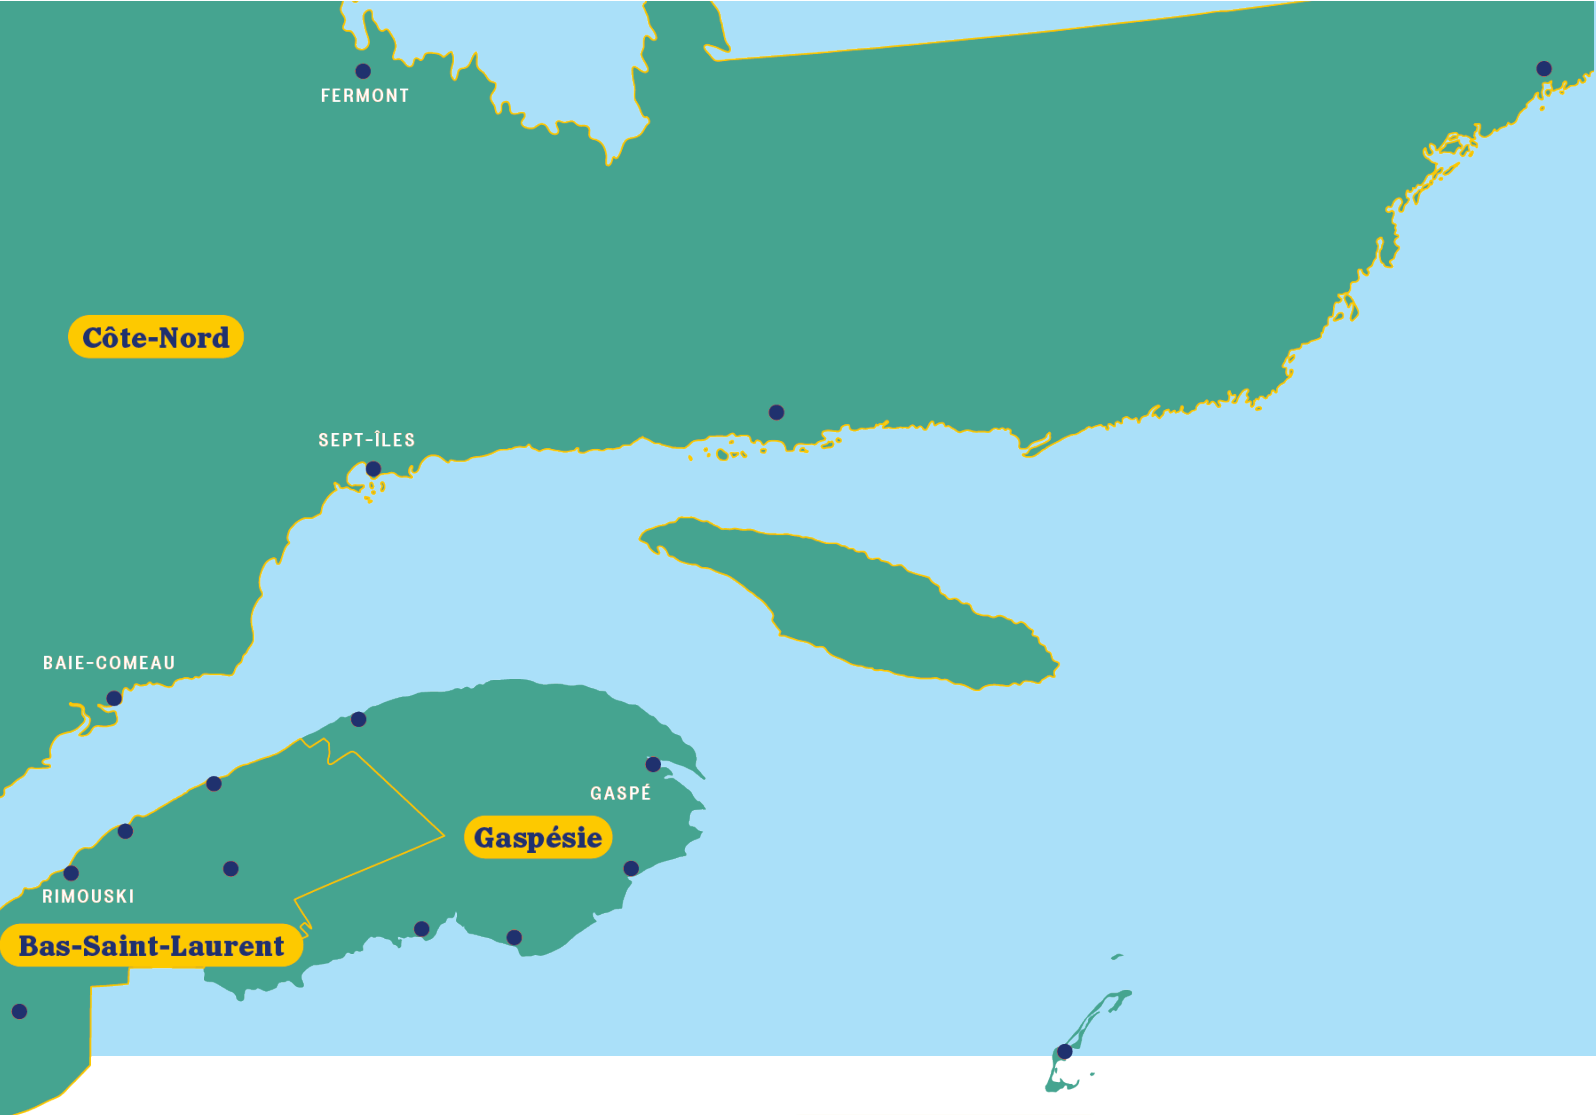 FERMONT
Côte-Nord
SEPT-ÎLES
BAIE-COMEAU
GASPÉ
Gaspésie
RIMOUSKI
Bas-Saint-Laurent